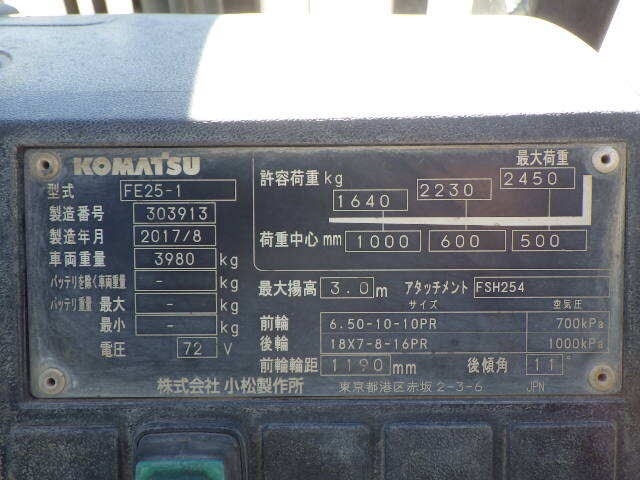 KOMATSU
型式 FE25-1
製造番号 303913
製造年月 2017/8
車両重量 3980 kg
バッテリを除く車両重量 - kg
バッテリ重量 最大 - kg
最小 - kg
電圧 72 V
最大荷重
許容荷重 kg 1640 2230 2450
荷重中心 mm 1000 600 500
最大揚高 3.0 m アタッチメント FSH254
サイズ 空気圧
前輪 6.50-10-10PR 700kPa
後輪 18X7-8-16PR 1000kPa
前輪輪距 1190 mm 後傾角 11°
株式会社 小松製作所 東京都港区赤坂2-3-6 JPN